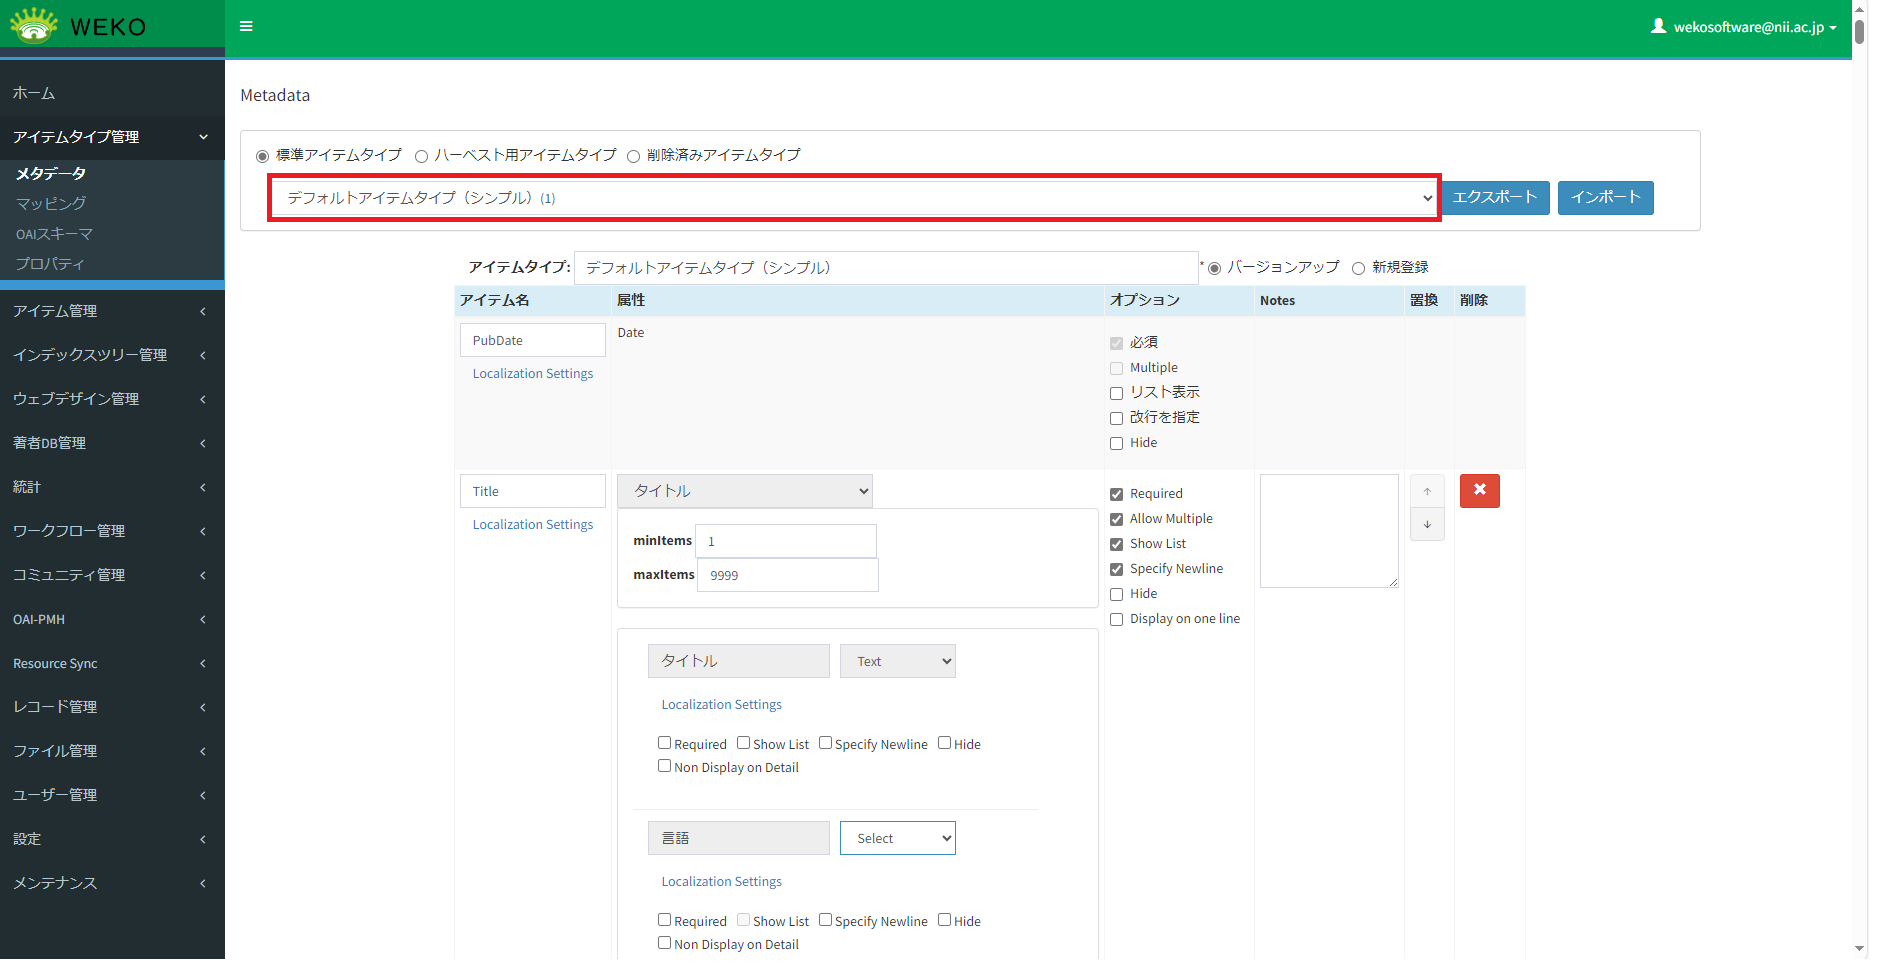 WEKO
wekosoftware@nii.ac.jp
ホーム
アイテムタイプ管理
メタデータ
マッピング
OAIスキーマ
プロパティ
アイテム管理
インデックスツリー管理
ウェブデザイン管理
著者DB管理
統計
ワークフロー管理
コミュニティ管理
OAI-PMH
Resource Sync
レコード管理
ファイル管理
ユーザー管理
設定
メンテナンス
Metadata
標準アイテムタイプ ハーベスト用アイテムタイプ 削除済みアイテムタイプ
デフォルトアイテムタイプ（シンプル）(1) エクスポート インポート
アイテムタイプ: デフォルトアイテムタイプ（シンプル） * バージョンアップ 新規登録
アイテム名 属性 オプション Notes 置換 削除
PubDate Date
Localization Settings
必須
Multiple
リスト表示
改行を指定
Hide
Title タイトル
Localization Settings
minItems 1
maxItems 9999
Required
Allow Multiple
Show List
Specify Newline
Hide
Display on one line
タイトル Text
Localization Settings
Required Show List Specify Newline Hide
Non Display on Detail
言語 Select
Localization Settings
Required Show List Specify Newline Hide
Non Display on Detail